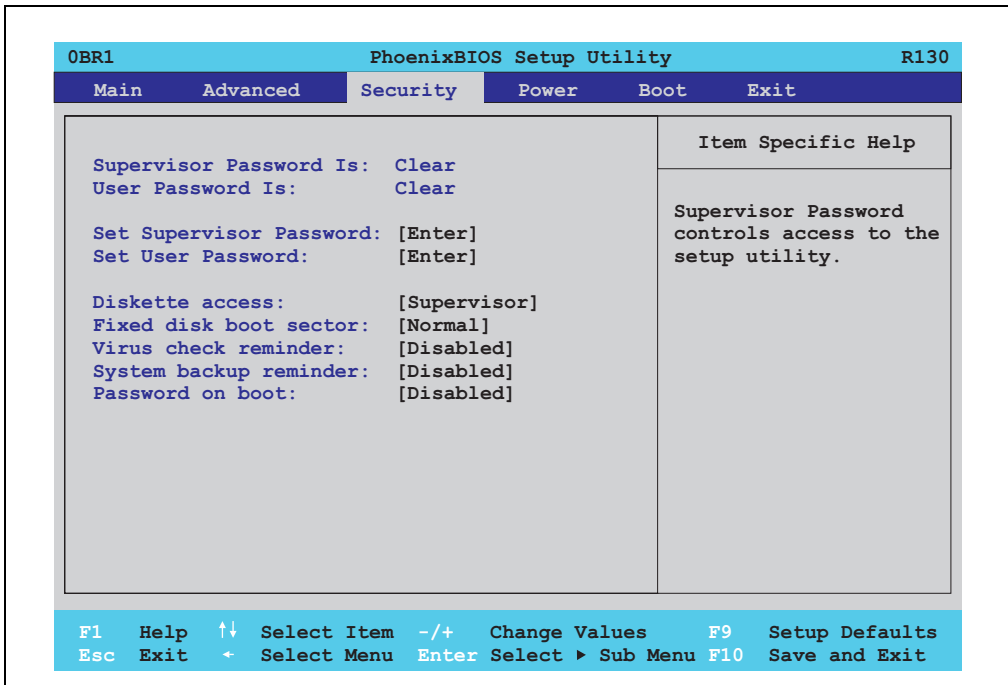 0BR1 PhoenixBIOS Setup Utility R130
Main Advanced Security Power Boot Exit
Item Specific Help
Supervisor Password Is: Clear
User Password Is: Clear
Set Supervisor Password: [Enter]
Set User Password: [Enter]
Diskette access: [Supervisor]
Fixed disk boot sector: [Normal]
Virus check reminder: [Disabled]
System backup reminder: [Disabled]
Password on boot: [Disabled]
Supervisor Password
controls access to the
setup utility.
F1 Help ↑↓ Select Item -/+ Change Values F9 Setup Defaults
Esc Exit ← Select Menu Enter Select ▶ Sub Menu F10 Save and Exit